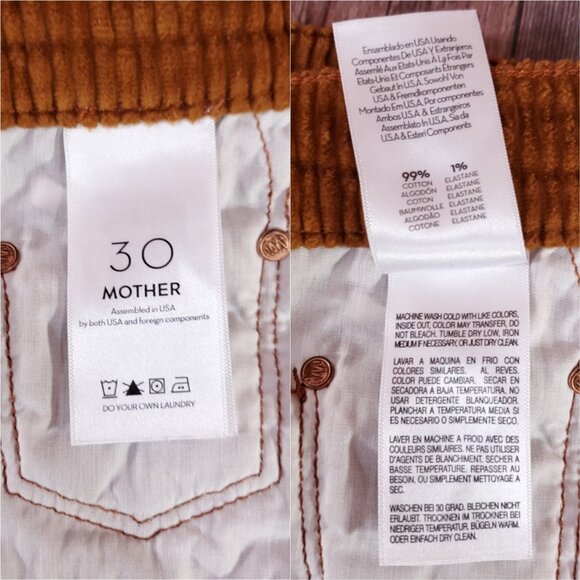 30
MOTHER
Assembled in USA
by both USA and foreign components
DO YOUR OWN LAUNDRY
Ensamblado en USA Usando
Componentes De USA Y Extranjeros
Assemlé Aux Etats-Unis A La Fois Par
Etats-Unis Et Composants Étrangers
Gebaut In USA. Sowohl Von
USA & Fremdkomponenten
Montado Em U.S.A. Por componentes
Ambos U.S.A & Estrangeiros
Assemblato In U.S.A. Sia da
U.S.A & Esteri Components
99% 1%
COTTON ELASTANE
ALGODÓN ELASTANE
COTON ELASTANE
BAUMWOLLE ELASTANE
ALGODÃO ELASTANE
COTONE ELASTANE
MACHINE WASH COLD WITH LIKE COLORS,
INSIDE OUT, COLOR MAY TRANSFER, DO
NOT BLEACH. TUMBLE DRY LOW, IRON
MEDIUM IF NECESSARY, OR JUST DRY CLEAN.
LAVAR A MAQUINA EN FRIO CON
COLORES SIMILARES. AL REVES.
COLOR PUEDE CAMBIAR. SECAR EN
SECADORA A BAJA TEMPERATURA, NO
USAR DETERGENTE BLANQUEADOR.
PLANCHAR A TEMPERATURA MEDIA SI
ES NECESARIO O SIMPLEMENTE SECO.
LAVER EN MACHINE A FROID AVEC DES
COULEURS SIMILAIRES. NE PAS UTILISER
D'AGENTS DE BLANCHIMENT, SECHER A
BASSE TEMPERATURE. REPASSER AU
BESOIN. OU SIMPLEMENT NETTOYAGE A
SEC.
WASCHEN BEI 30 GRAD, BLEICHEN NICHT
ERLAUBT. TROCKNEN IM TROCKNER BEI
NIEDRIGER TEMPERATUR, BÜGELN WARM.
ODER EINFACH DRY CLEAN.